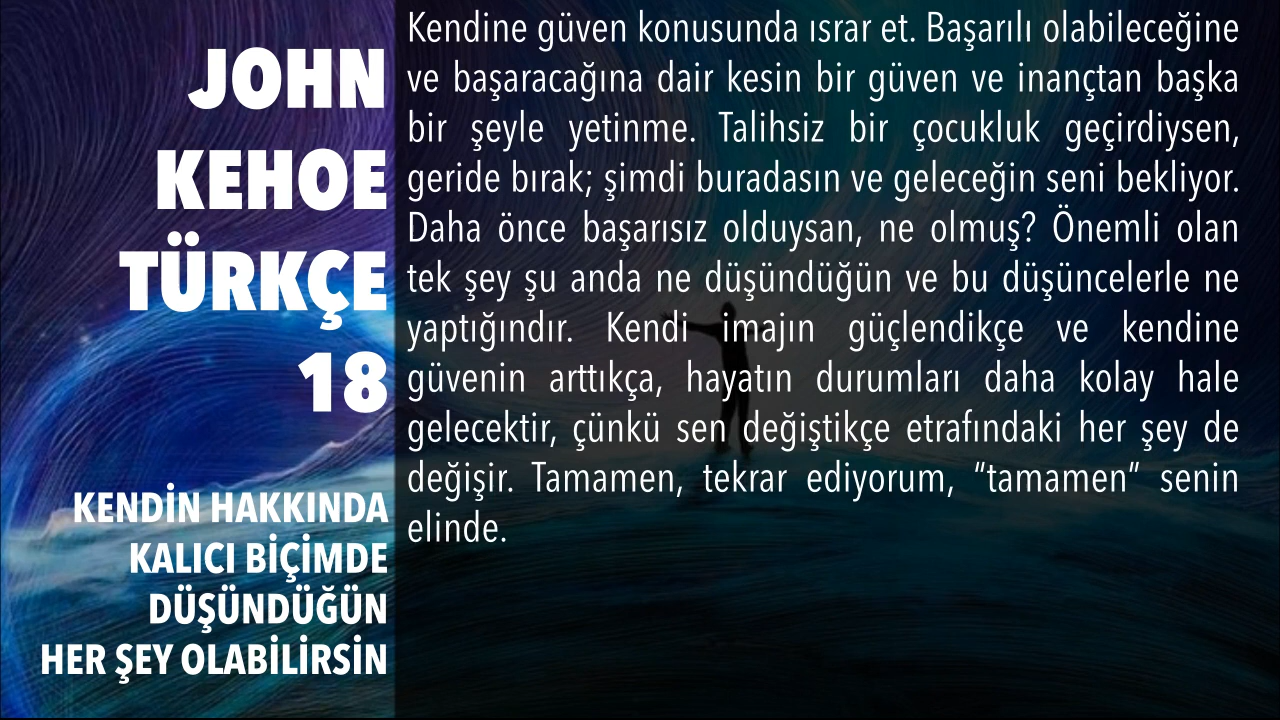 JOHN
KEHOE
TÜRKÇE
18
KENDİN HAKKINDA
KALICI BİÇİMDE
DÜŞÜNDÜĞÜN
HER ŞEY OLABİLİRSİN
Kendine güven konusunda ısrar et. Başarılı olabileceğine
ve başaracağına dair kesin bir güven ve inançtan başka
bir şeyle yetinme. Talihsiz bir çocukluk geçirdiysen,
geride bırak; şimdi buradasın ve geleceğin seni bekliyor.
Daha önce başarısız olduysan, ne olmuş? Önemli olan
tek şey şu anda ne düşündüğün ve bu düşüncelerle ne
yaptığındır. Kendi imajın güçlendikçe ve kendine
güvenin arttıkça, hayatın durumları daha kolay hale
gelecektir, çünkü sen değiştikçe etrafındaki her şey de
değişir. Tamamen, tekrar ediyorum, “tamamen” senin
elinde.